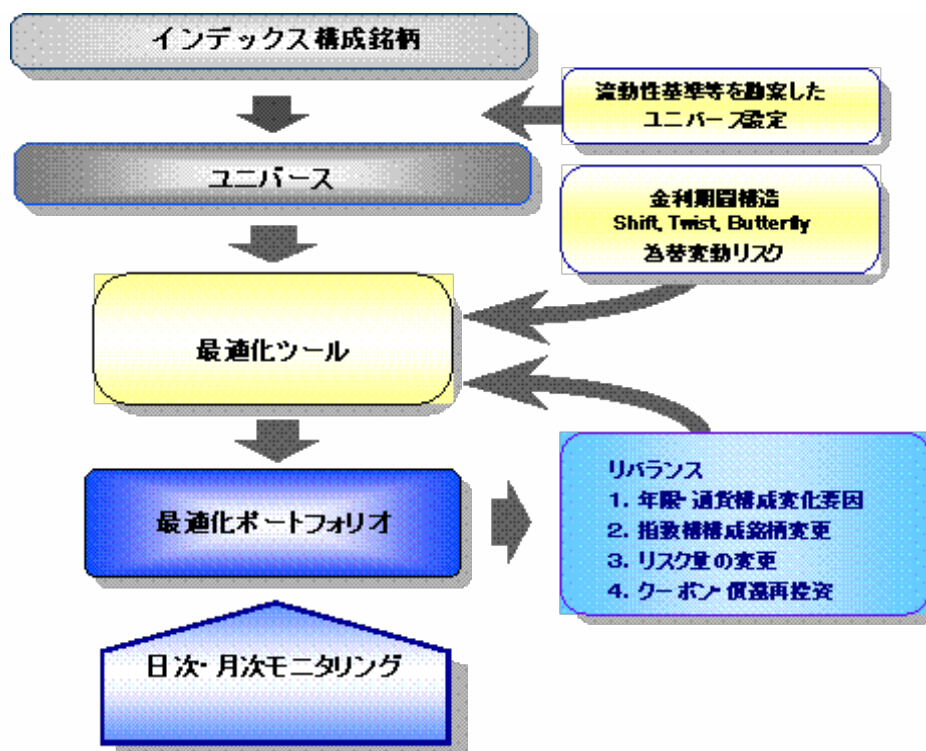 インデックス構成銘柄
流動性基準等を勘案した
ユニバース設定
ユニバース
金利期間構造
Shift, Twist, Butterfly
為替変動リスク
最適化ツール
最適化ポートフォリオ
リバランス
1. 年限・通貨構成変化要因
2. 指数構構成銘柄変更
3. リスク量の変更
4. クーポン・償還再投資
日次・月次モニタリング